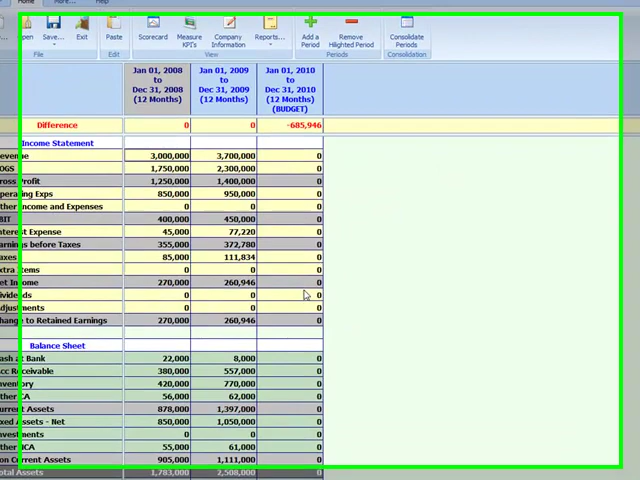 Home More... Help
Open Save... Exit Paste Scorecard Measure KPI's Company Information Reports... Add a Period Remove Hilighted Period Consolidate Periods
File Edit View Periods Consolidation
Jan 01, 2008 Jan 01, 2009 Jan 01, 2010
to to to
Dec 31, 2008 Dec 31, 2009 Dec 31, 2010
(12 Months) (12 Months) (12 Months)
(BUDGET)
Difference 0 0 -685,946
Income Statement
evenue 3,000,000 3,700,000 0
OGS 1,750,000 2,300,000 0
ross Profit 1,250,000 1,400,000 0
perating Exps 850,000 950,000 0
ther Income and Expenses 0 0 0
BIT 400,000 450,000 0
nterest Expense 45,000 77,220 0
arnings before Taxes 355,000 372,780 0
axes 85,000 111,834 0
xtra Items 0 0 0
et Income 270,000 260,946 0
ividends 0 0 0
djustments 0 0 0
hange to Retained Earnings 270,000 260,946 0
Balance Sheet
ash at Bank 22,000 8,000 0
cc Receivable 380,000 557,000 0
nventory 420,000 770,000 0
ther CA 56,000 62,000 0
urrent Assets 878,000 1,397,000 0
ixed Assets - Net 850,000 1,050,000 0
nvestments 0 0 0
ther NCA 55,000 61,000 0
on Current Assets 905,000 1,111,000 0
otal Assets 1,783,000 2,508,000 0